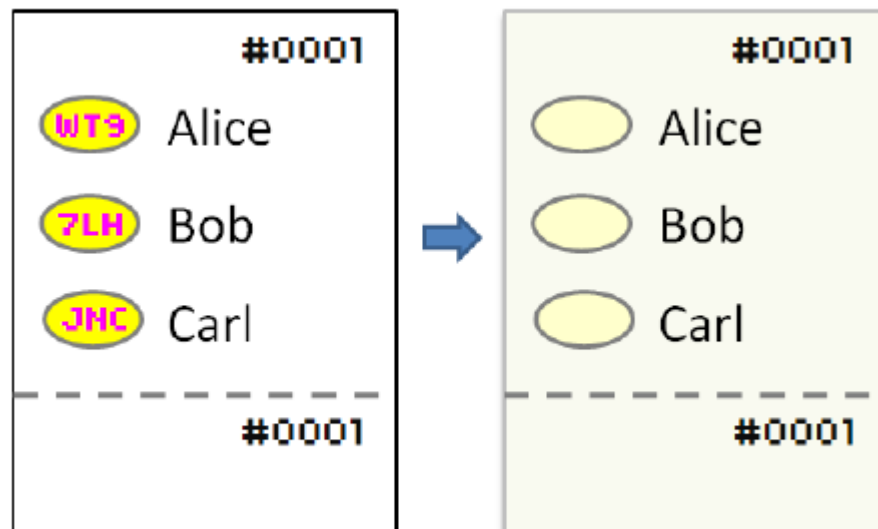 #0001
WT9 Alice
7LH Bob
JNC Carl
#0001
#0001
Alice
Bob
Carl
#0001